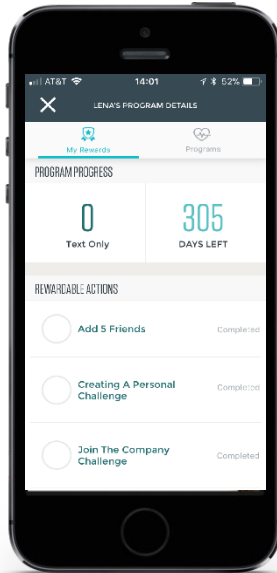 AT&T 14:01 52%
LENA'S PROGRAM DETAILS
My Rewards Programs
PROGRAM PROGRESS
0 305
Text Only DAYS LEFT
REWARDABLE ACTIONS
Add 5 Friends Completed
Creating A Personal Completed
Challenge
Join The Company Completed
Challenge